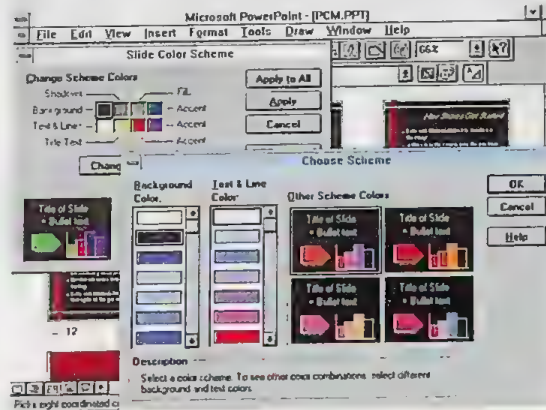 Microsoft PowerPoint - [PCM.PPT]
File Edit View Insert Format Tools Draw Window Help
66%
Slide Color Scheme
Change Scheme Colors
Shadows
Fill
Background
Accent
Text & Line
Accent
Title Text
Accent
Apply to All
Apply
Cancel
Chang
Choose Scheme
Background Color:
Text & Line Color
Other Scheme Colors
OK
Cancel
Help
Title of Slide
• Bullet text
Title of Slide
• Bullet text
Title of Slide
• Bullet text
Title of Slide
• Bullet text
Title of Slide
• Bullet text
12
Description
Select a color scheme. To see other color combinations, select different
background and text colors.